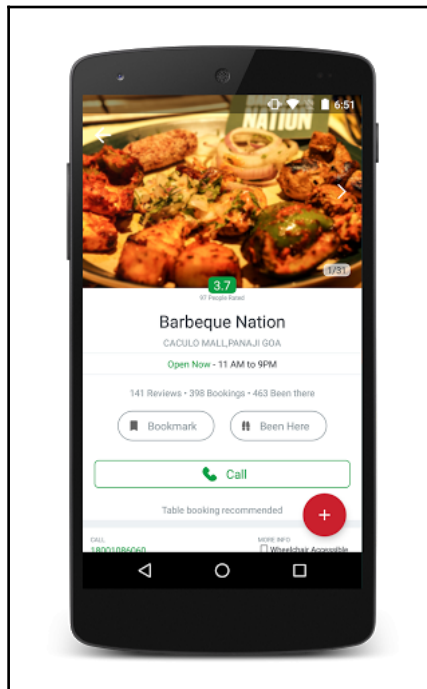 NATION
6:51
1/31
3.7
97 People Rated
Barbeque Nation
CACULO MALL,PANAJI GOA
Open Now - 11 AM to 9PM
141 Reviews • 398 Bookings • 463 Been there
Bookmark Been Here
Call
Table booking recommended
+
CALL MORE INFO
18001086060 Wheelchair Accessible